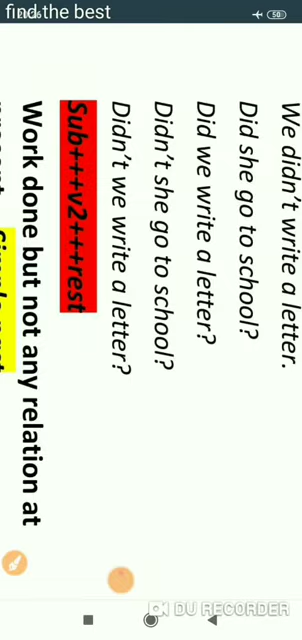 find the best
50
We didn't write a letter.
Did she go to school?
Did we write a letter?
Didn't she go to school?
Didn't we write a letter?
Sub+++v2+++rest
Work done but not any relation at
DU RECORDER